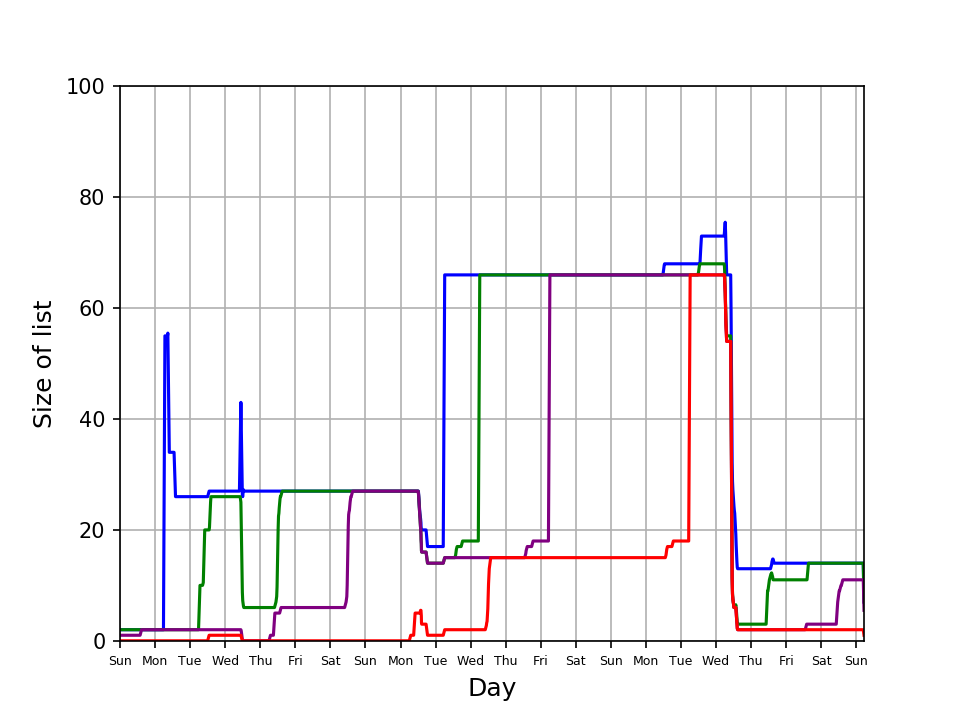 100
80
60
40
20
0
Size of list
Sun Mon Tue Wed Thu Fri Sat Sun Mon Tue Wed Thu Fri Sat Sun Mon Tue Wed Thu Fri Sat Sun
Day